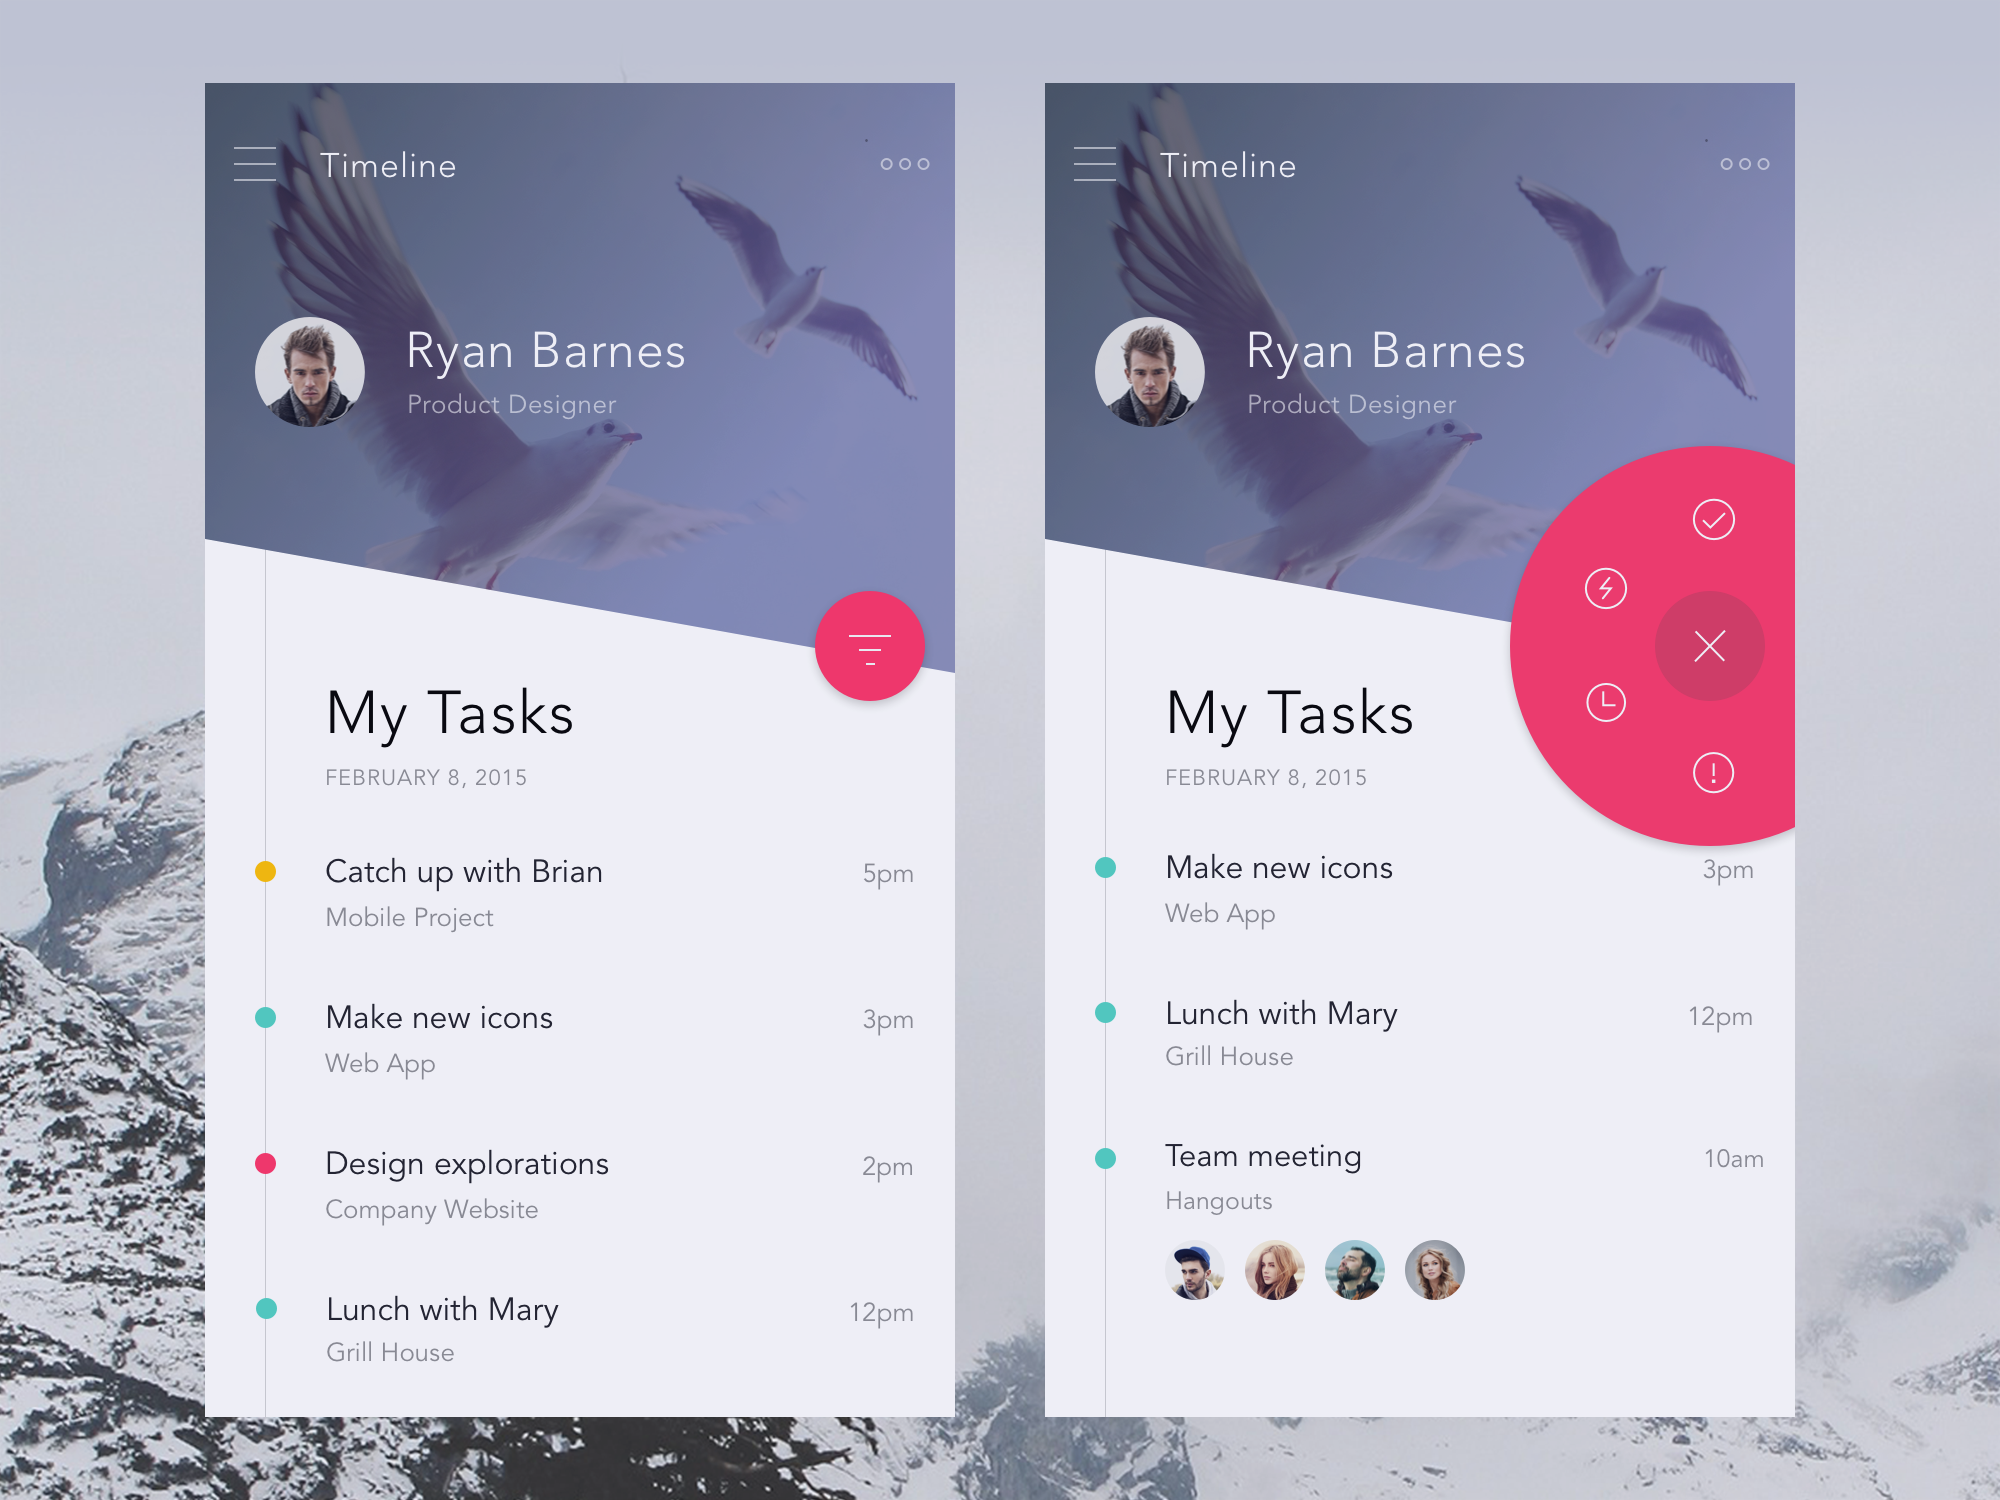 Timeline
Ryan Barnes
Product Designer
My Tasks
FEBRUARY 8, 2015
Catch up with Brian
5pm
Mobile Project
Make new icons
3pm
Web App
Design explorations
2pm
Company Website
Lunch with Mary
12pm
Grill House
Timeline
Ryan Barnes
Product Designer
My Tasks
FEBRUARY 8, 2015
Make new icons
3pm
Web App
Lunch with Mary
12pm
Grill House
Team meeting
10am
Hangouts